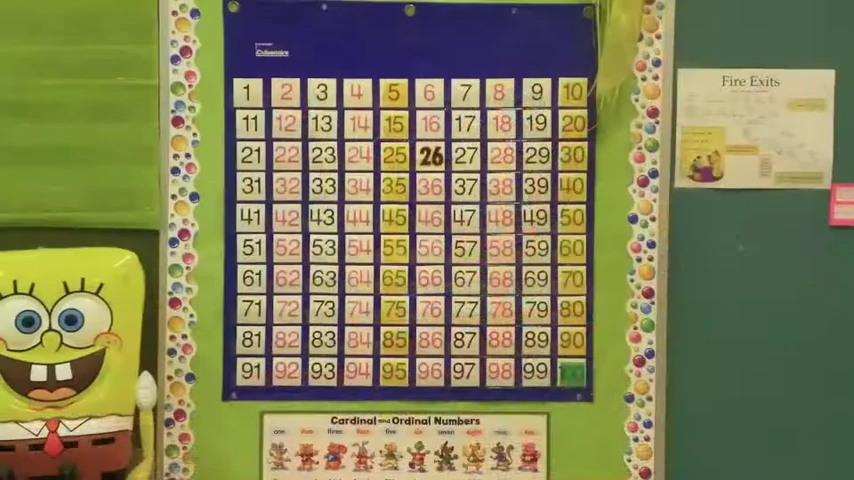 Cuisenaire
1 2 3 4 5 6 7 8 9 10
11 12 13 14 15 16 17 18 19 20
21 22 23 24 25 26 27 28 29 30
31 32 33 34 35 36 37 38 39 40
41 42 43 44 45 46 47 48 49 50
51 52 53 54 55 56 57 58 59 60
61 62 63 64 65 66 67 68 69 70
71 72 73 74 75 76 77 78 79 80
81 82 83 84 85 86 87 88 89 90
91 92 93 94 95 96 97 98 99 100
Fire Exits
Cardinal and Ordinal Numbers
one two three four five six seven eight nine ten